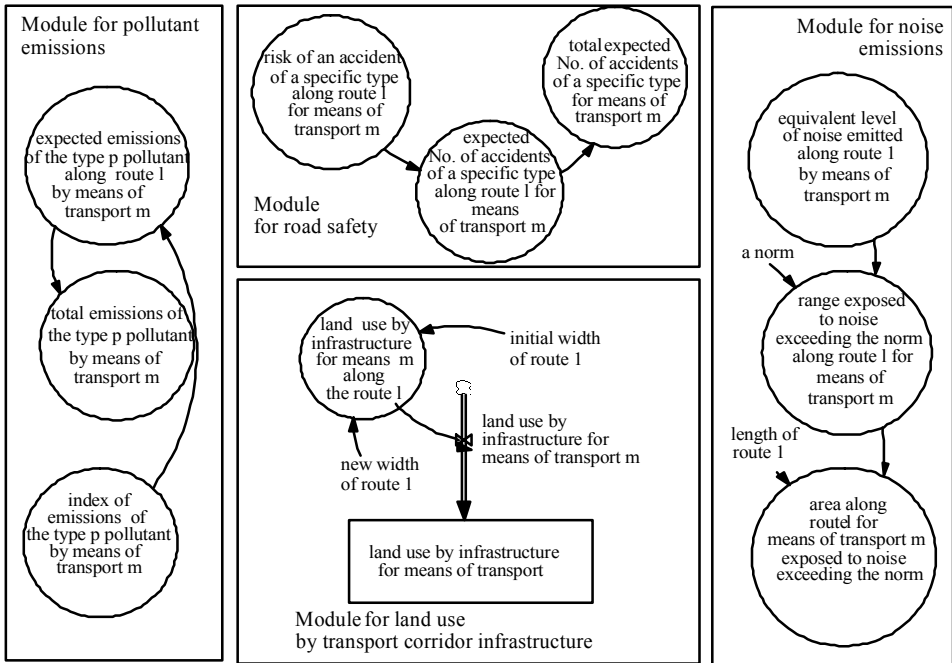 Module for pollutant
emissions
expected emissions
of the type p pollutant
along route l
by means of
transport m
total emissions of
the type p pollutant
by means of
transport m
index of
emissions of
the type p pollutant
by means of
transport m
risk of an accident
of a specific type
along route l
for means of
transport m
expected
No. of accidents
of a specific type
along route l for
means
of transport m
total expected
No. of accidents
of a specific type
for means of
transport m
Module
for road safety
land use by
infrastructure
for means m
along
the route l
initial width
of route l
new width
of route l
land use by
infrastructure for
means of transport m
land use by infrastructure
for means of transport
Module for land use
by transport corridor infrastructure
Module for noise
emissions
equivalent level
of noise emitted
along route l
by means of
transport m
a norm
range exposed
to noise
exceeding the norm
along route l for
means of
transport m
length of
route l
area along
routel for
means of transport m
exposed to noise
exceeding the norm